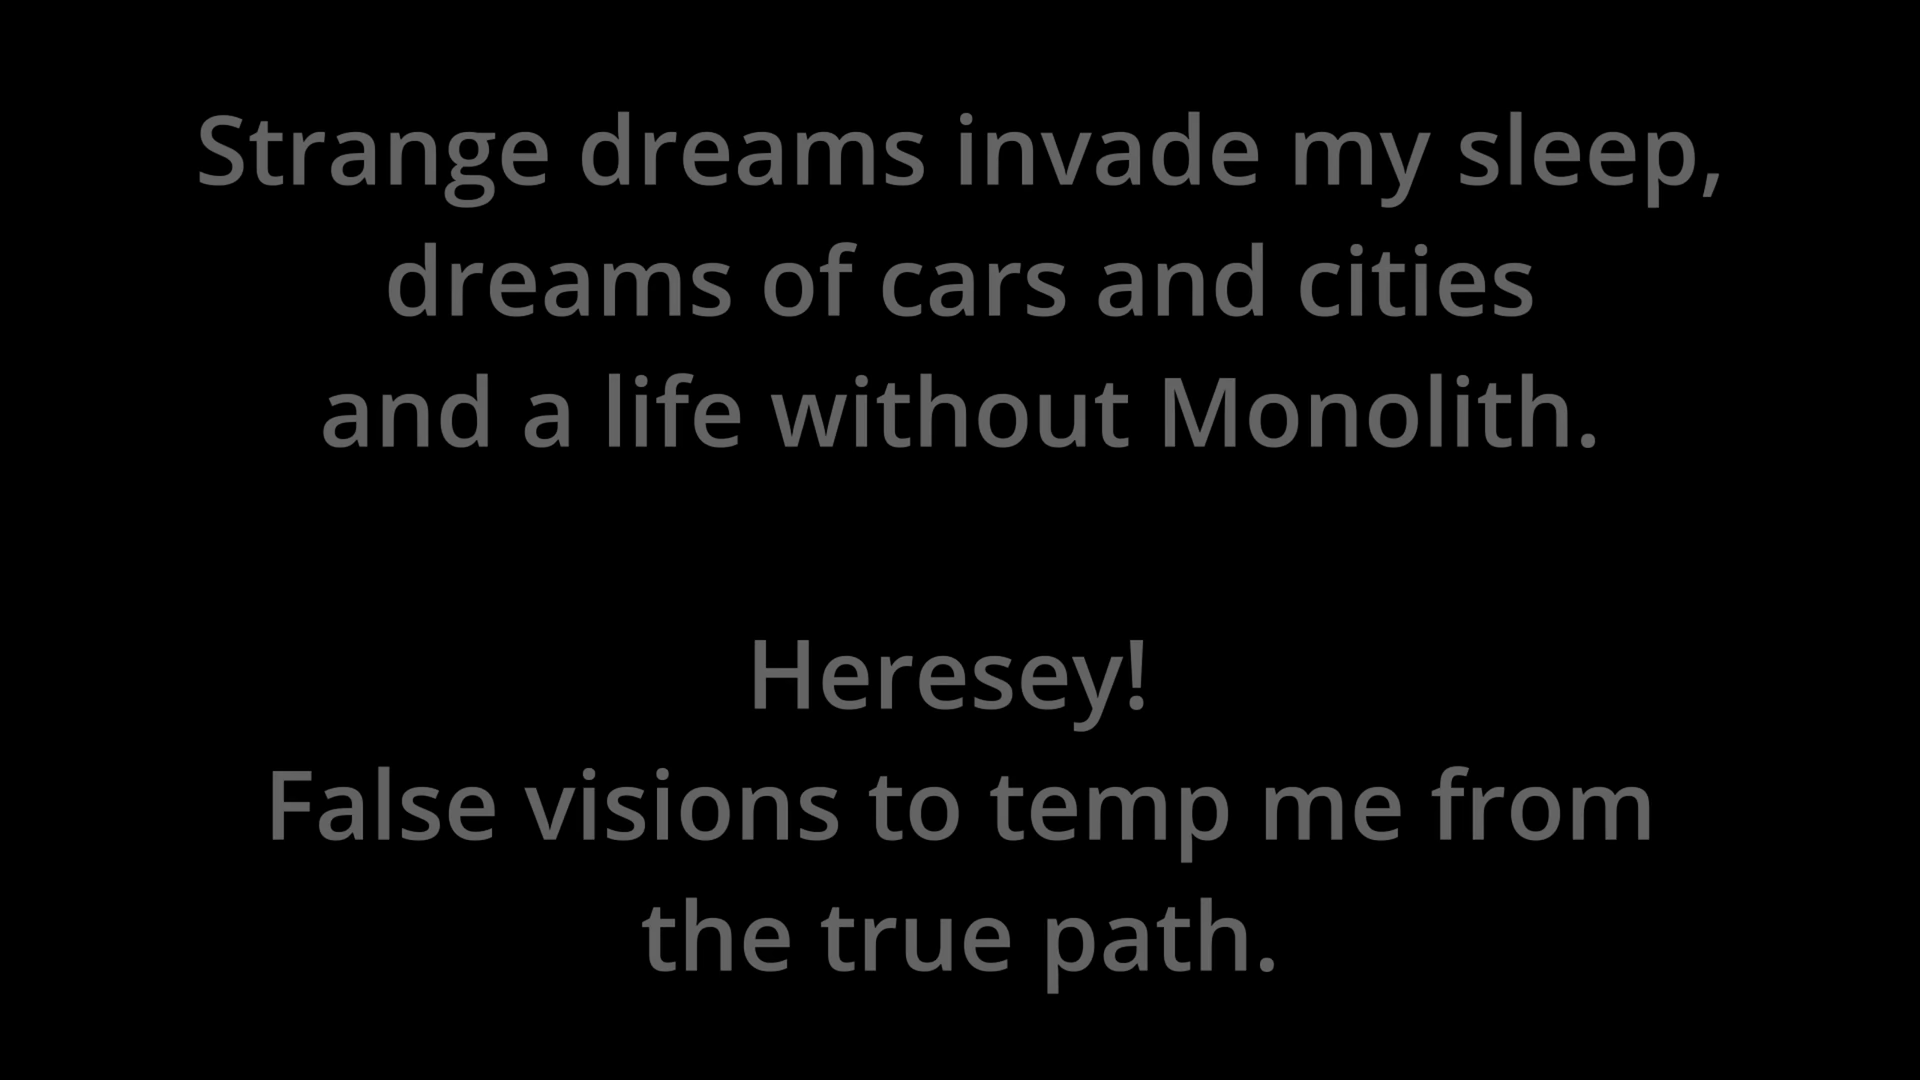 Strange dreams invade my sleep,
dreams of cars and cities
and a life without Monolith.
Heresey!
False visions to temp me from
the true path.